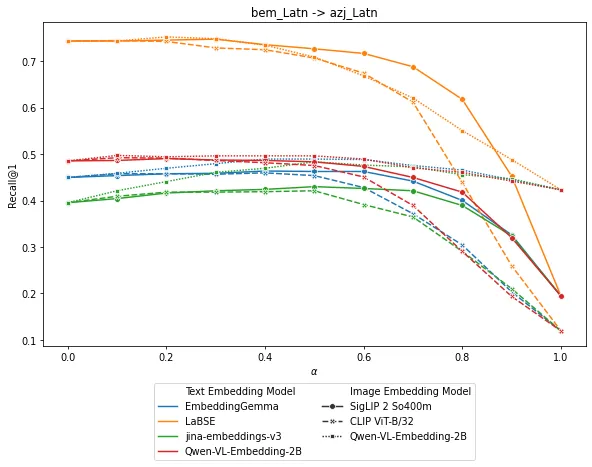 bem_Latn -> azj_Latn
Recall@1
0.7
0.6
0.5
0.4
0.3
0.2
0.1
0.0 0.2 0.4 0.6 0.8 1.0
α
Text Embedding Model
EmbeddingGemma
LaBSE
jina-embeddings-v3
Qwen-VL-Embedding-2B
Image Embedding Model
SigLIP 2 So400m
CLIP ViT-B/32
Qwen-VL-Embedding-2B